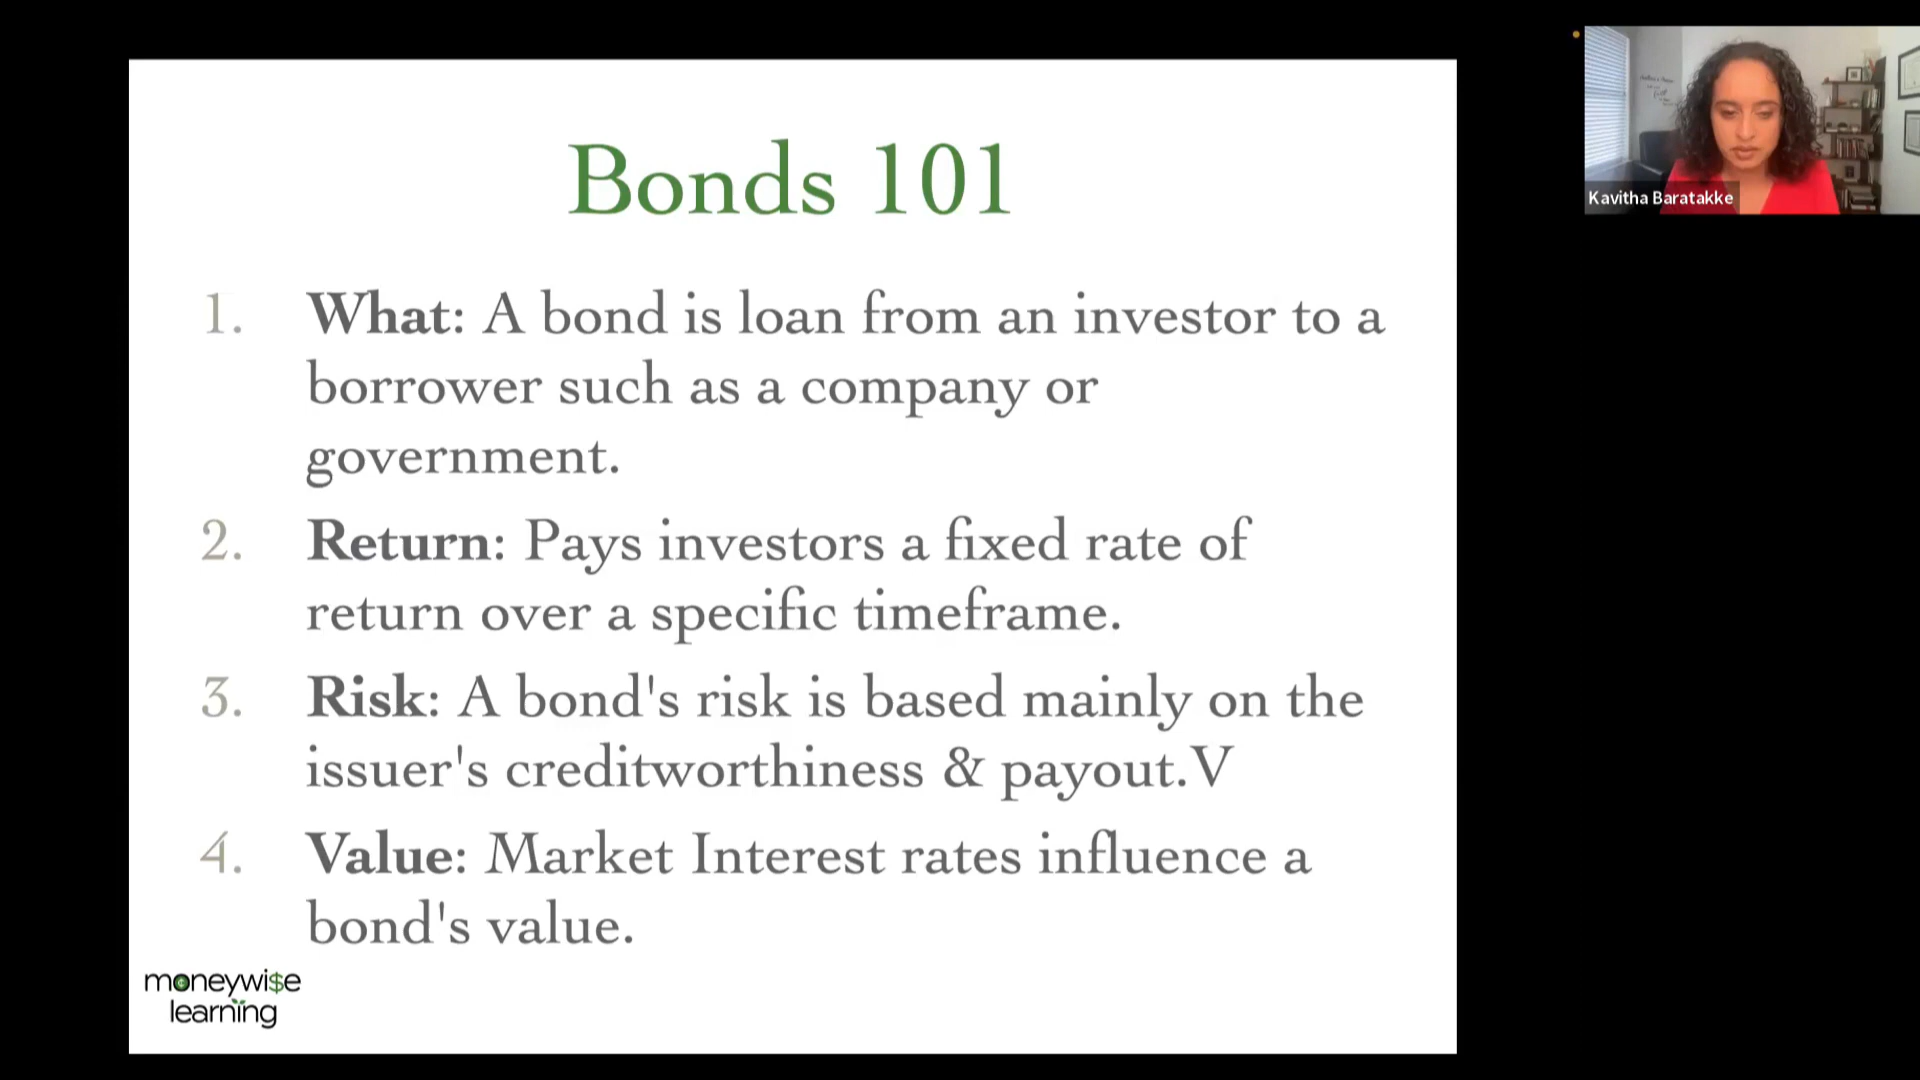 Bonds 101
1. What: A bond is loan from an investor to a
borrower such as a company or
government.
2. Return: Pays investors a fixed rate of
return over a specific timeframe.
3. Risk: A bond's risk is based mainly on the
issuer's creditworthiness & payout.V
4. Value: Market Interest rates influence a
bond's value.
moneywi$e
learning
Kavitha Baratakke